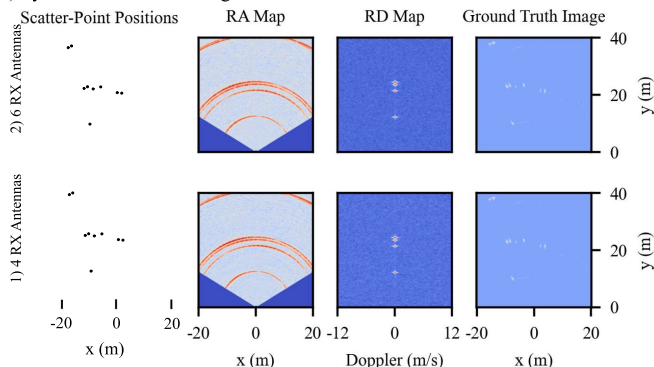 Scatter-Point Positions RA Map RD Map Ground Truth Image
2) 6 RX Antennas
40
20
0
y (m)
1) 4 RX Antennas
40
20
0
y (m)
-20 0 20 -20 0 20 -12 0 12 -20 0 20
x (m) x (m) Doppler (m/s) x (m)